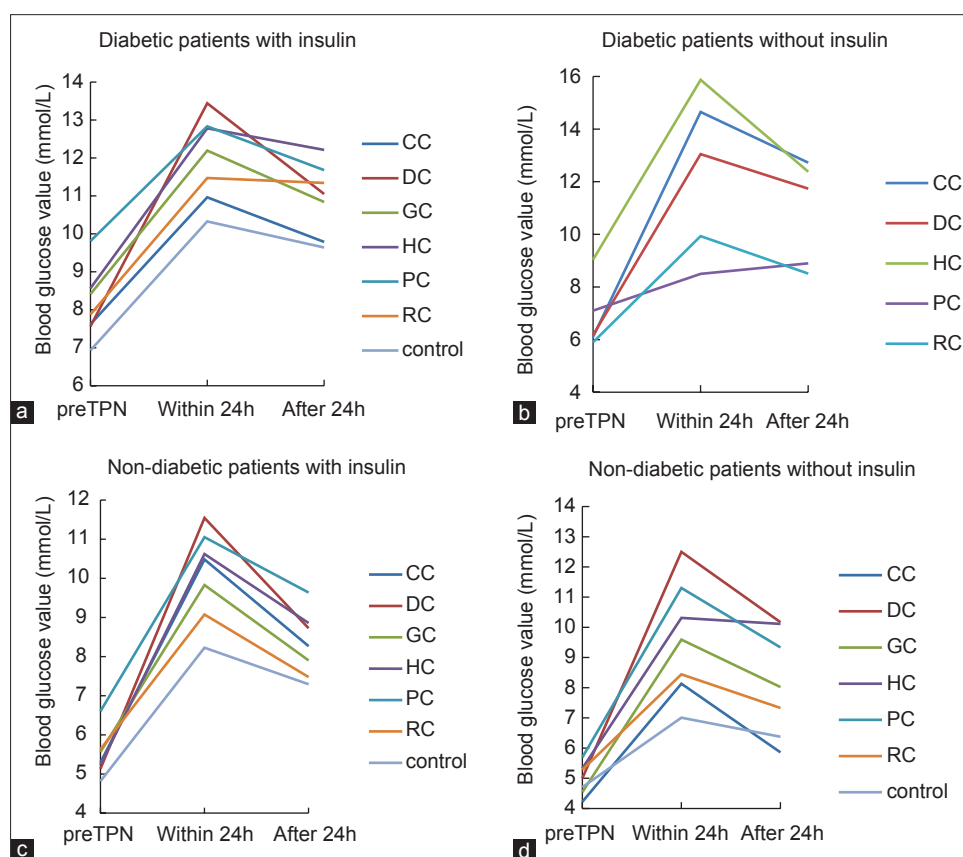 Diabetic patients with insulin
Blood glucose value (mmol/L)
14
13
12
11
10
9
8
7
6
preTPN Within 24h After 24h
CC
DC
GC
HC
PC
RC
control
a
Diabetic patients without insulin
Blood glucose value (mmol/L)
16
14
12
10
8
6
4
preTPN Within 24h After 24h
CC
DC
HC
PC
RC
b
Non-diabetic patients with insulin
Blood glucose value (mmol/L)
12
11
10
9
8
7
6
5
4
preTPN Within 24h After 24h
CC
DC
GC
HC
PC
RC
control
c
Non-diabetic patients without insulin
Blood glucose value (mmol/L)
14
13
12
11
10
9
8
7
6
5
4
preTPN Within 24h After 24h
CC
DC
GC
HC
PC
RC
control
d